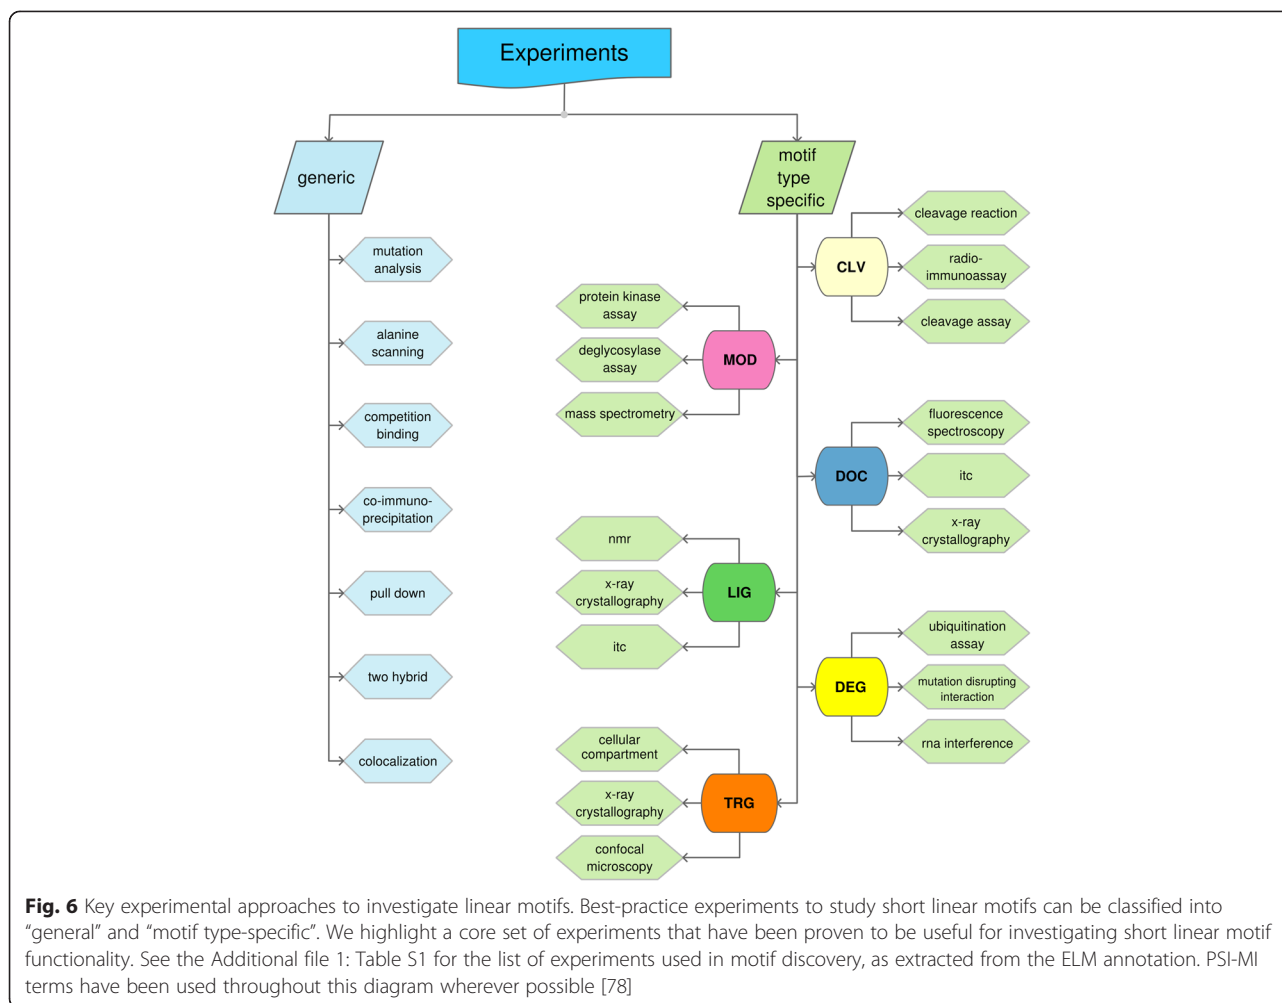 Experiments
generic
mutation
analysis
alanine
scanning
competition
binding
co-immuno-
precipitation
pull down
two hybrid
colocalization
motif
type
specific
CLV
cleavage reaction
radio-
immunoassay
cleavage assay
MOD
protein kinase
assay
deglycosylase
assay
mass spectrometry
DOC
fluorescence
spectroscopy
itc
x-ray
crystallography
LIG
nmr
x-ray
crystallography
itc
DEG
ubiquitination
assay
mutation disrupting
interaction
rna interference
TRG
cellular
compartment
x-ray
crystallography
confocal
microscopy
Fig. 6 Key experimental approaches to investigate linear motifs. Best-practice experiments to study short linear motifs can be classified into
“general” and “motif type-specific”. We highlight a core set of experiments that have been proven to be useful for investigating short linear motif
functionality. See the Additional file 1: Table S1 for the list of experiments used in motif discovery, as extracted from the ELM annotation. PSI-MI
terms have been used throughout this diagram wherever possible [78]